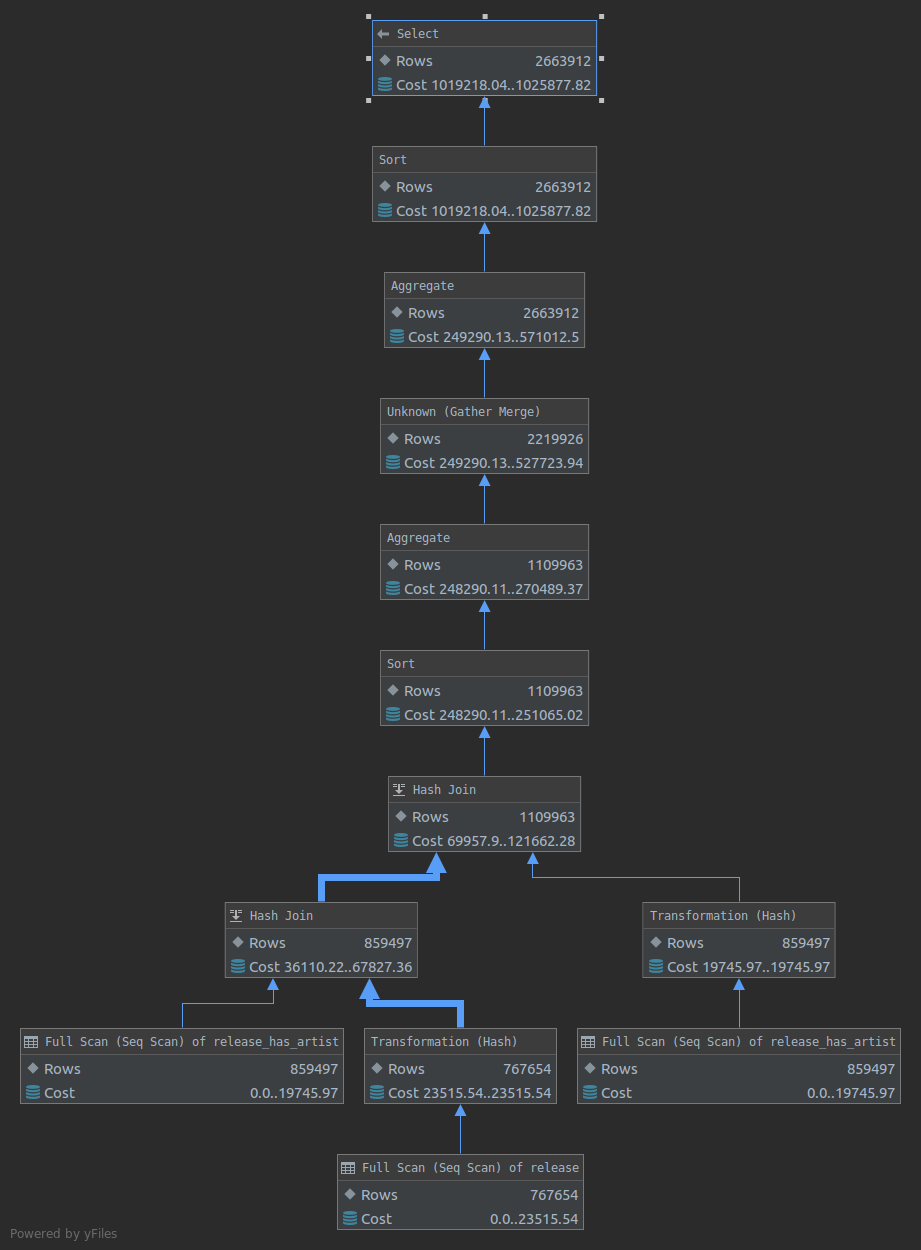 Select
Rows 2663912
Cost 1019218.04..1025877.82
Sort
Rows 2663912
Cost 1019218.04..1025877.82
Aggregate
Rows 2663912
Cost 249290.13..571012.5
Unknown (Gather Merge)
Rows 2219926
Cost 249290.13..527723.94
Aggregate
Rows 1109963
Cost 248290.11..270489.37
Sort
Rows 1109963
Cost 248290.11..251065.02
Hash Join
Rows 1109963
Cost 69957.9..121662.28
Hash Join
Rows 859497
Cost 36110.22..67827.36
Transformation (Hash)
Rows 859497
Cost 19745.97..19745.97
Full Scan (Seq Scan) of release_has_artist
Rows 859497
Cost 0.0..19745.97
Transformation (Hash)
Rows 767654
Cost 23515.54..23515.54
Full Scan (Seq Scan) of release_has_artist
Rows 859497
Cost 0.0..19745.97
Full Scan (Seq Scan) of release
Rows 767654
Cost 0.0..23515.54
Powered by yFiles